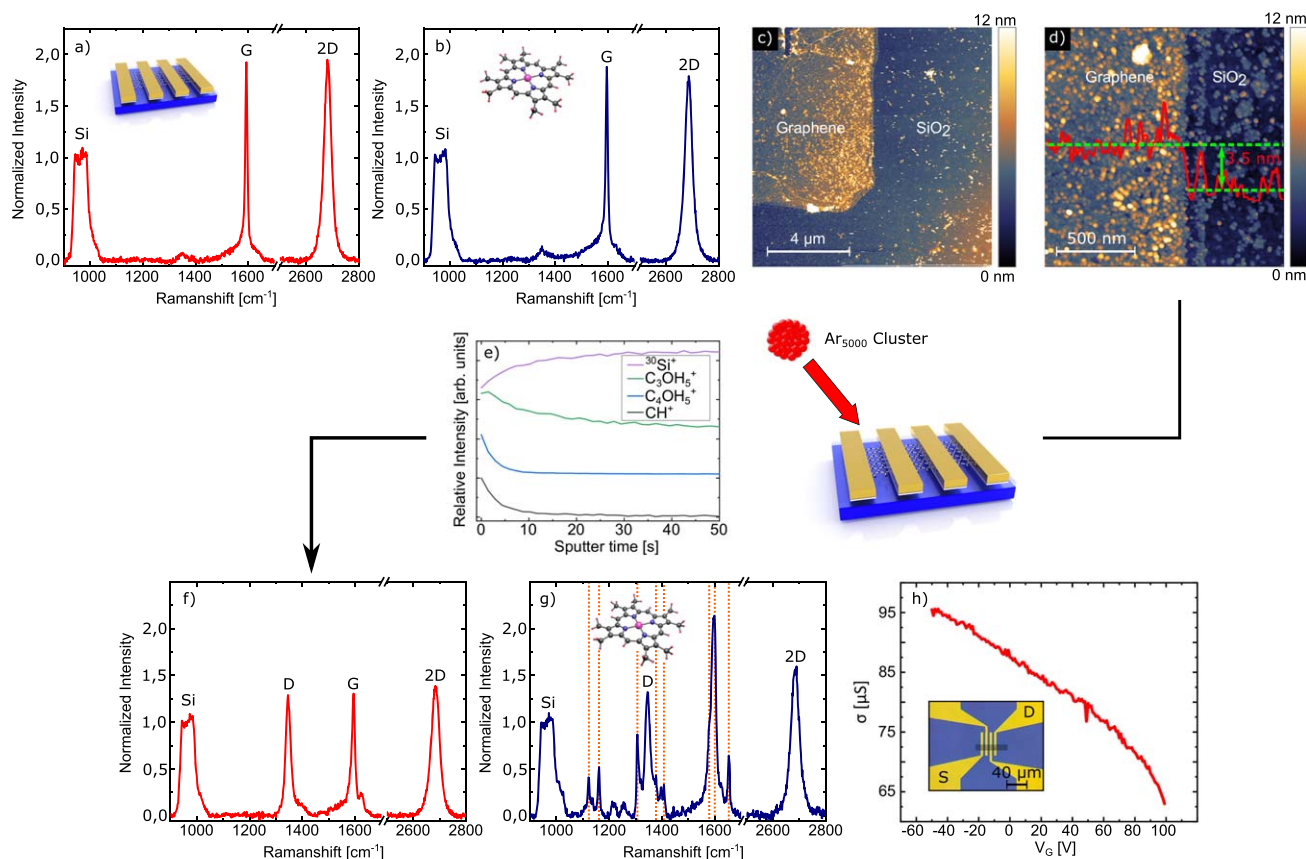 a)
G
2D
Si
2,0
1,5
1,0
0,5
0,0
Normalized Intensity
1000 1200 1400 1600 2600 2800
Ramanshift [cm⁻¹]
b)
G
2D
Si
2,0
1,5
1,0
0,5
0,0
Normalized Intensity
1000 1200 1400 1600 2600 2800
Ramanshift [cm⁻¹]
c)
Graphene
SiO₂
4 µm
12 nm
0 nm
d)
Graphene
SiO₂
3.5 nm
500 nm
12 nm
0 nm
e)
³⁰Si⁺
C₃OH₅⁺
C₄OH₅⁺
CH⁺
Relative Intensity [arb. units]
0 10 20 30 40 50
Sputter time [s]
Ar₅₀₀₀ Cluster
f)
Si
D
G
2D
2,0
1,5
1,0
0,5
0,0
Normalized Intensity
1000 1200 1400 1600 2600 2800
Ramanshift [cm⁻¹]
g)
Si
D
2D
2,0
1,5
1,0
0,5
0,0
Normalized Intensity
1000 1200 1400 1600 2600 2800
Ramanshift [cm⁻¹]
h)
95
85
75
65
σ [µS]
D
S
40 µm
-60 -40 -20 0 20 40 60 80 100
V_G [V]